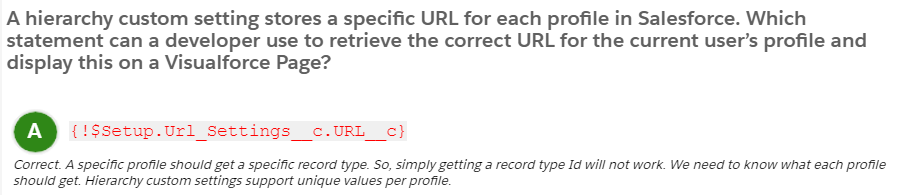 A hierarchy custom setting stores a specific URL for each profile in Salesforce. Which
statement can a developer use to retrieve the correct URL for the current user’s profile and
display this on a Visualforce Page?
A {!$Setup.Url_Settings__c.URL__c}
Correct. A specific profile should get a specific record type. So, simply getting a record type Id will not work. We need to know what each profile
should get. Hierarchy custom settings support unique values per profile.